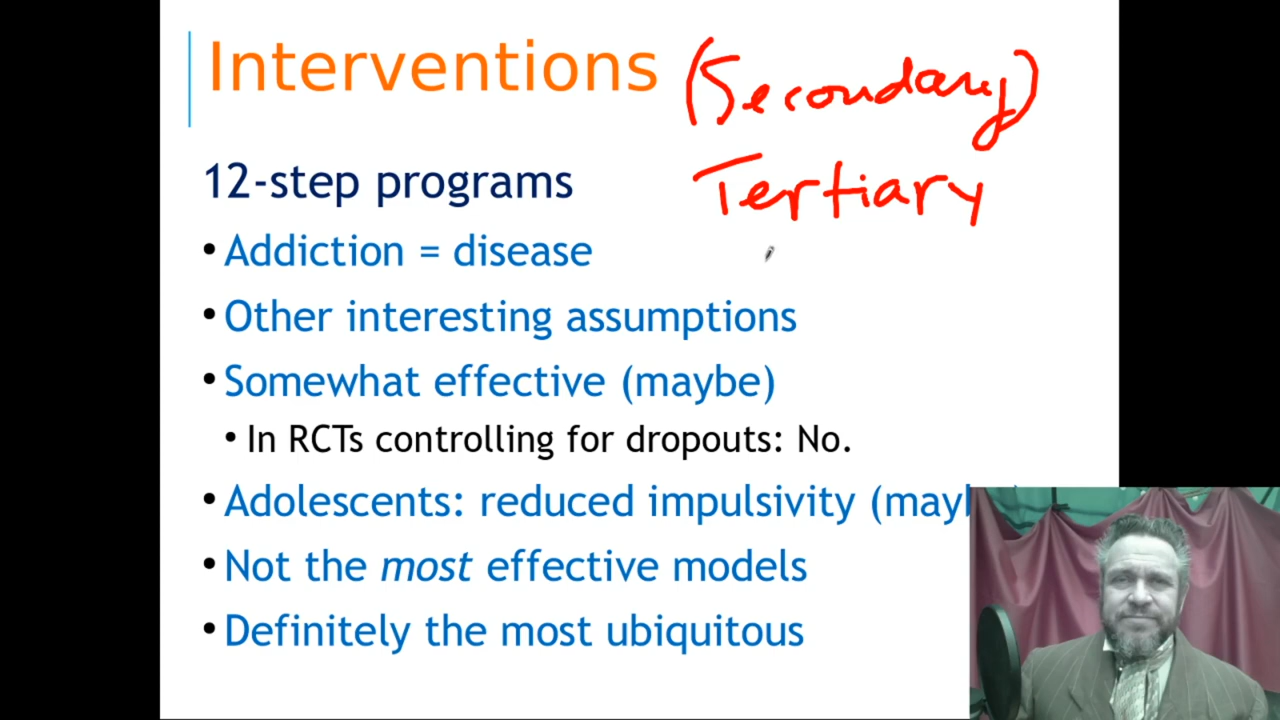 Interventions (Secondary)
Tertiary
12-step programs
• Addiction = disease
• Other interesting assumptions
• Somewhat effective (maybe)
• In RCTs controlling for dropouts: No.
• Adolescents: reduced impulsivity (may
• Not the most effective models
• Definitely the most ubiquitous